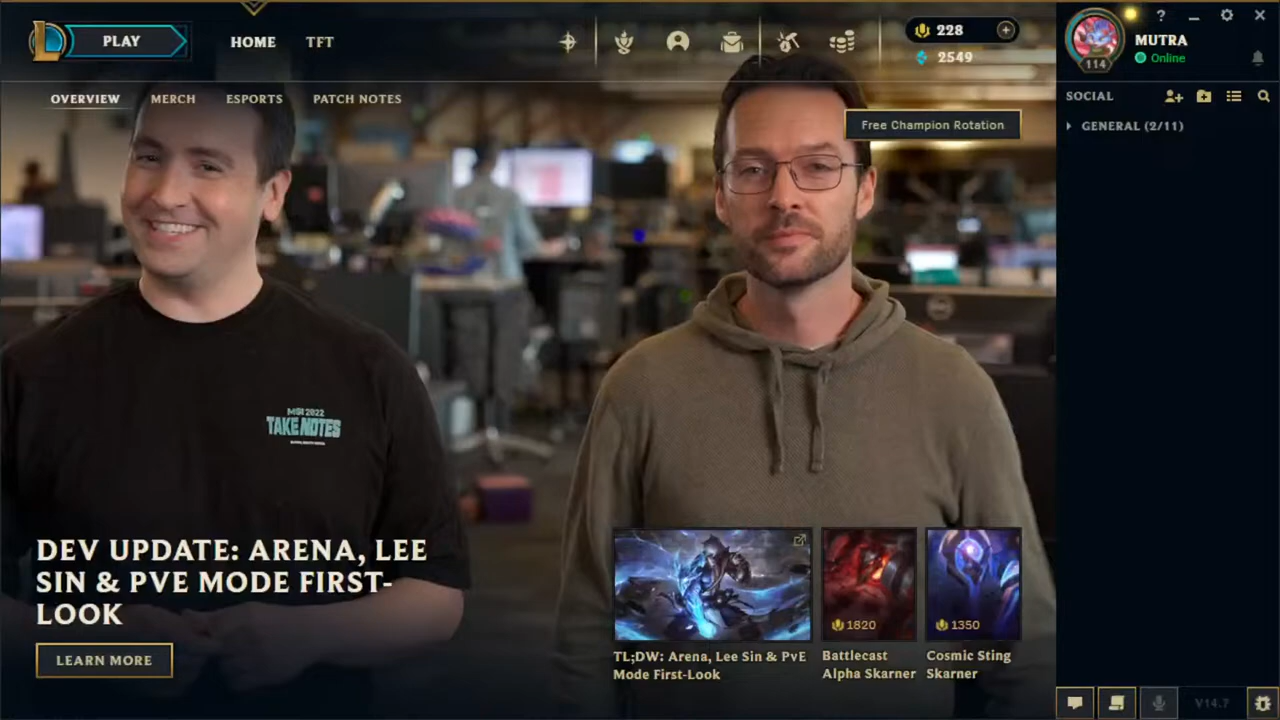 PLAY
HOME
TFT
228
2549
?
114
MUTRA
Online
OVERVIEW
MERCH
ESPORTS
PATCH NOTES
Free Champion Rotation
SOCIAL
GENERAL (2/11)
MSI 2022
TAKE NOTES
DEV UPDATE: ARENA, LEE
SIN & PVE MODE FIRST-
LOOK
LEARN MORE
TL;DW: Arena, Lee Sin & PvE
Mode First-Look
1820
Battlecast
Alpha Skarner
1350
Cosmic Sting
Skarner
V14.7